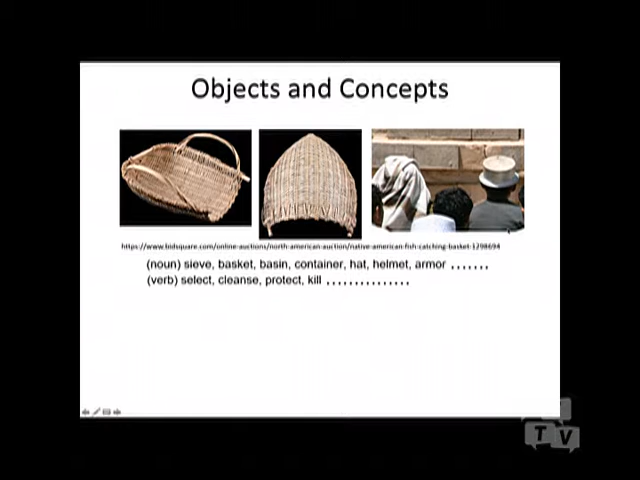 Objects and Concepts
https://www.bidsquare.com/online-auctions/north-american-auction/native-american-fish-catching-basket-1298694
(noun) sieve, basket, basin, container, hat, helmet, armor .......
(verb) select, cleanse, protect, kill ...............
T V